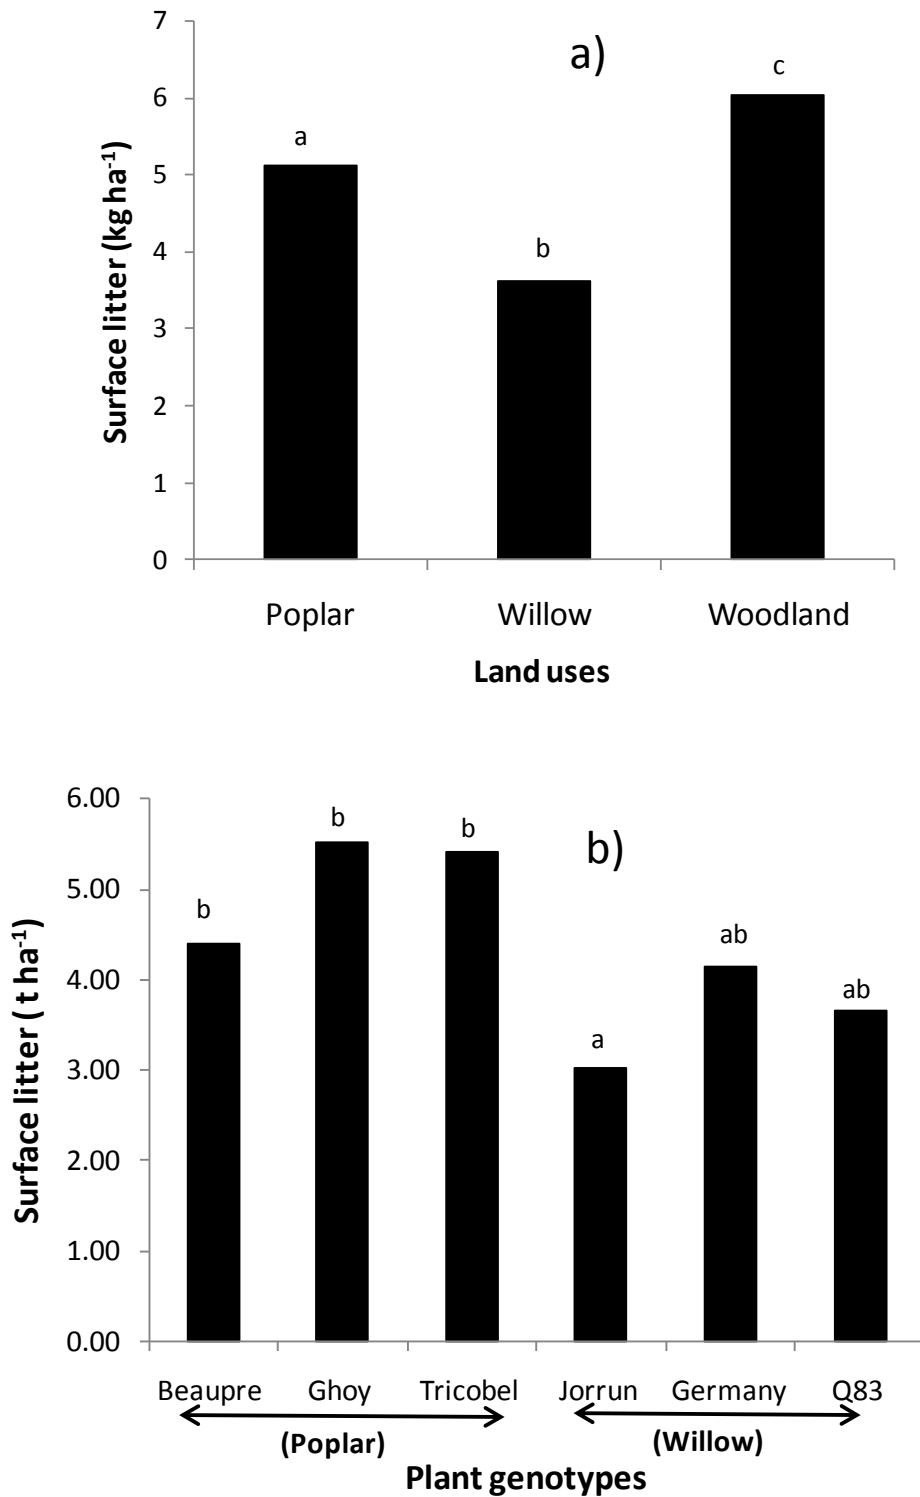 7
a)
c
6
a
5
4
b
3
2
1
0
Surface litter (kg ha⁻¹)
Poplar Willow Woodland
Land uses
6.00
b b
b)
5.00
b
ab
4.00
ab
a
3.00
2.00
1.00
0.00
Surface litter ( t ha⁻¹)
Beaupre Ghoy Tricobel Jorrun Germany Q83
(Poplar) (Willow)
Plant genotypes